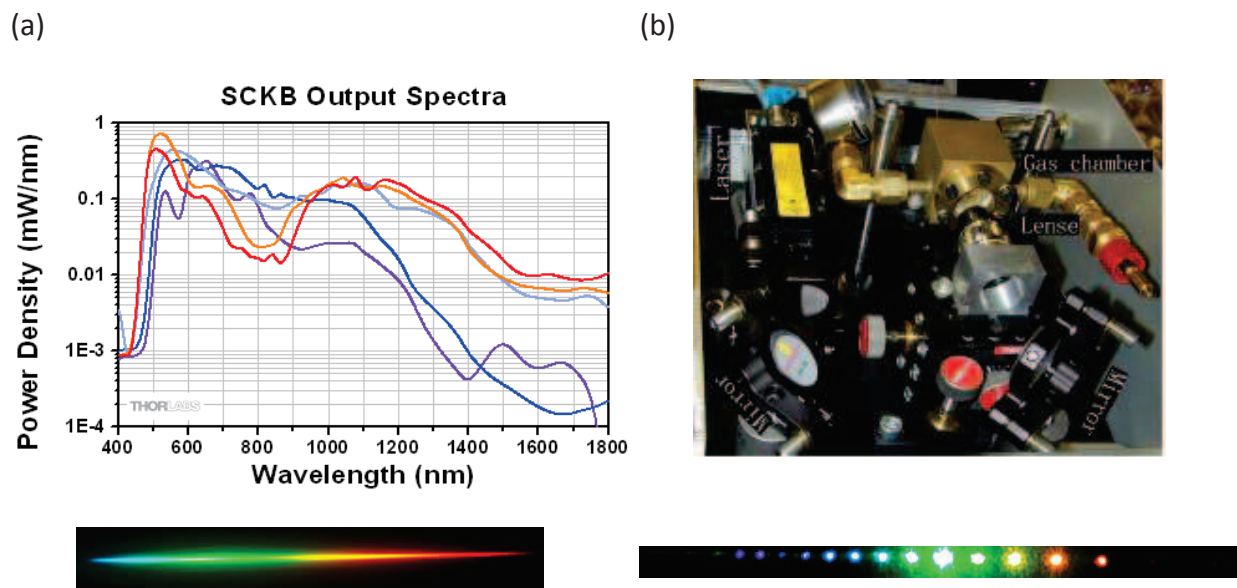 (a)
(b)
SCKB Output Spectra
Power Density (mW/nm)
1
0.1
0.01
1E-3
1E-4
THORLABS
400 600 800 1000 1200 1400 1600 1800
Wavelength (nm)
Laser
Gas chamber
Lense
Mirror
Mirror